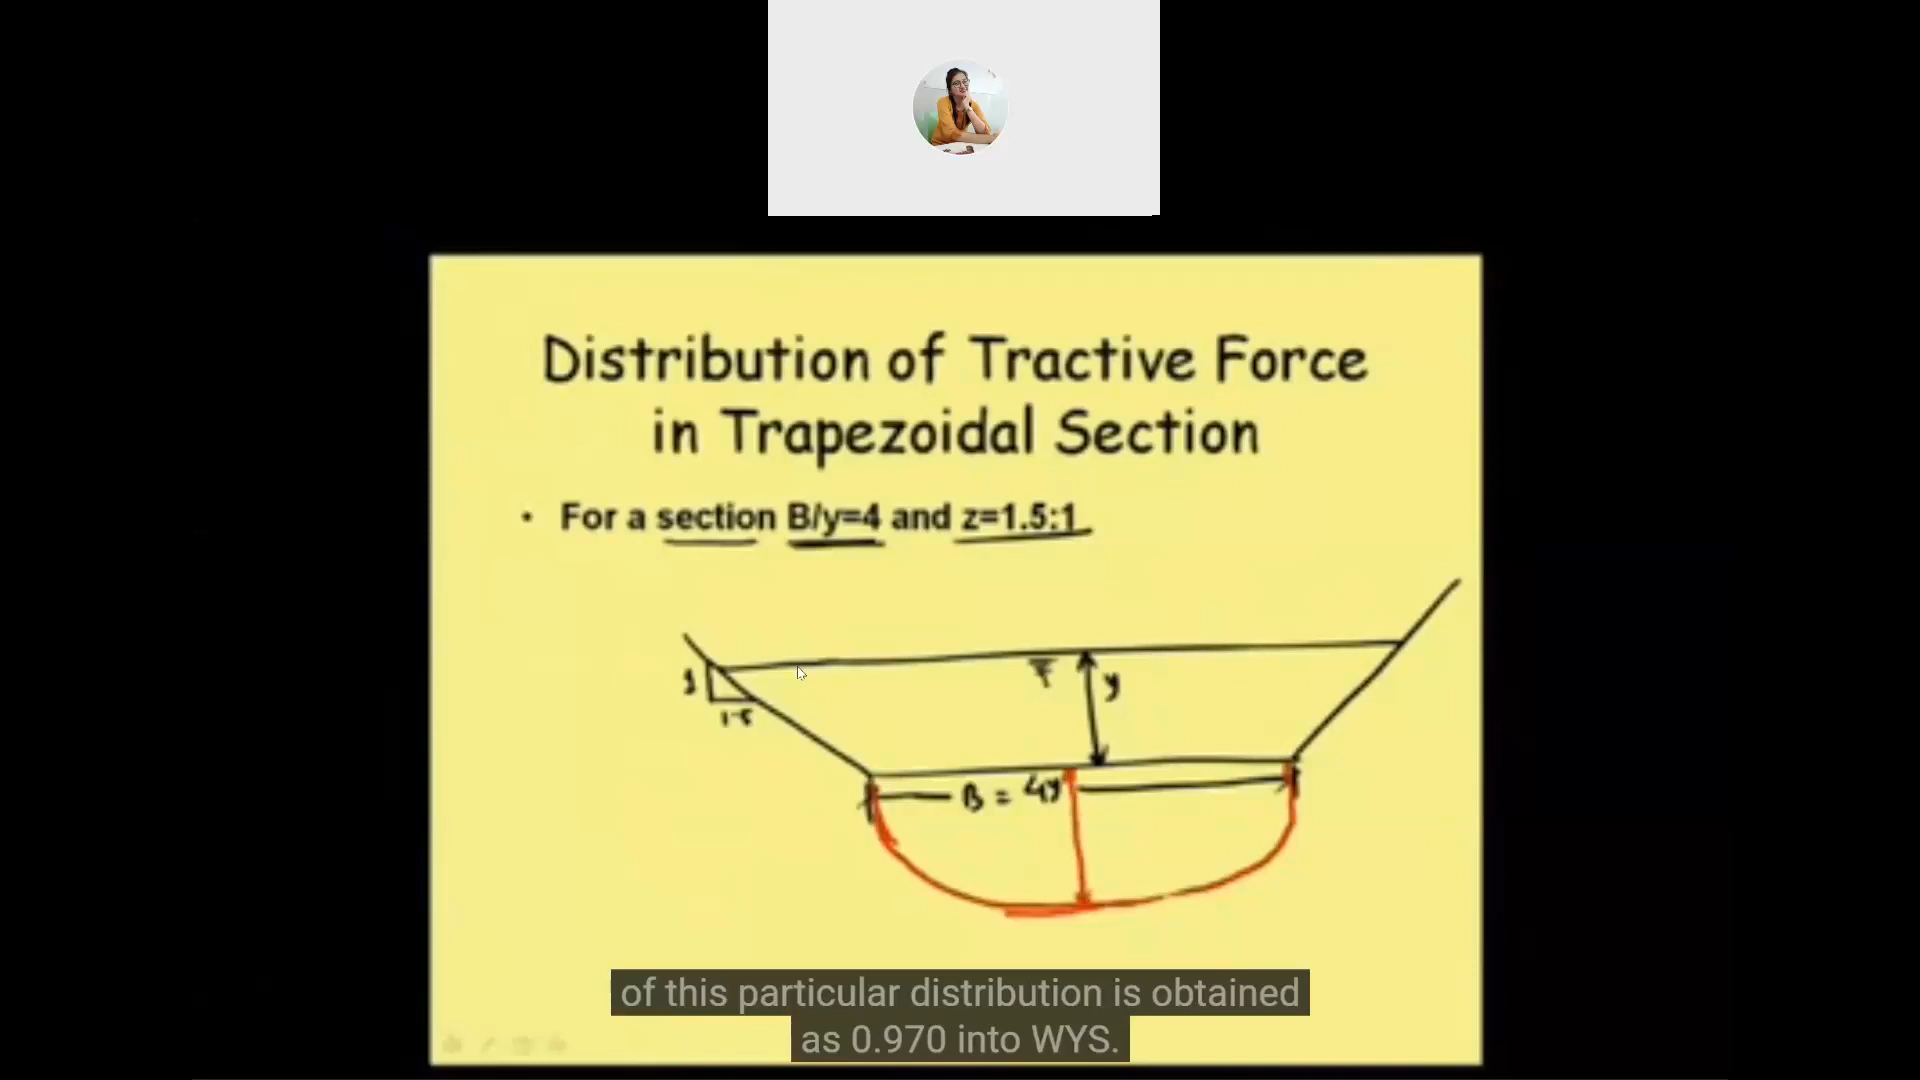 Distribution of Tractive Force
in Trapezoidal Section
• For a section B/y=4 and z=1.5:1
1
1.5
y
B = 4y
of this particular distribution is obtained
as 0.970 into WYS.